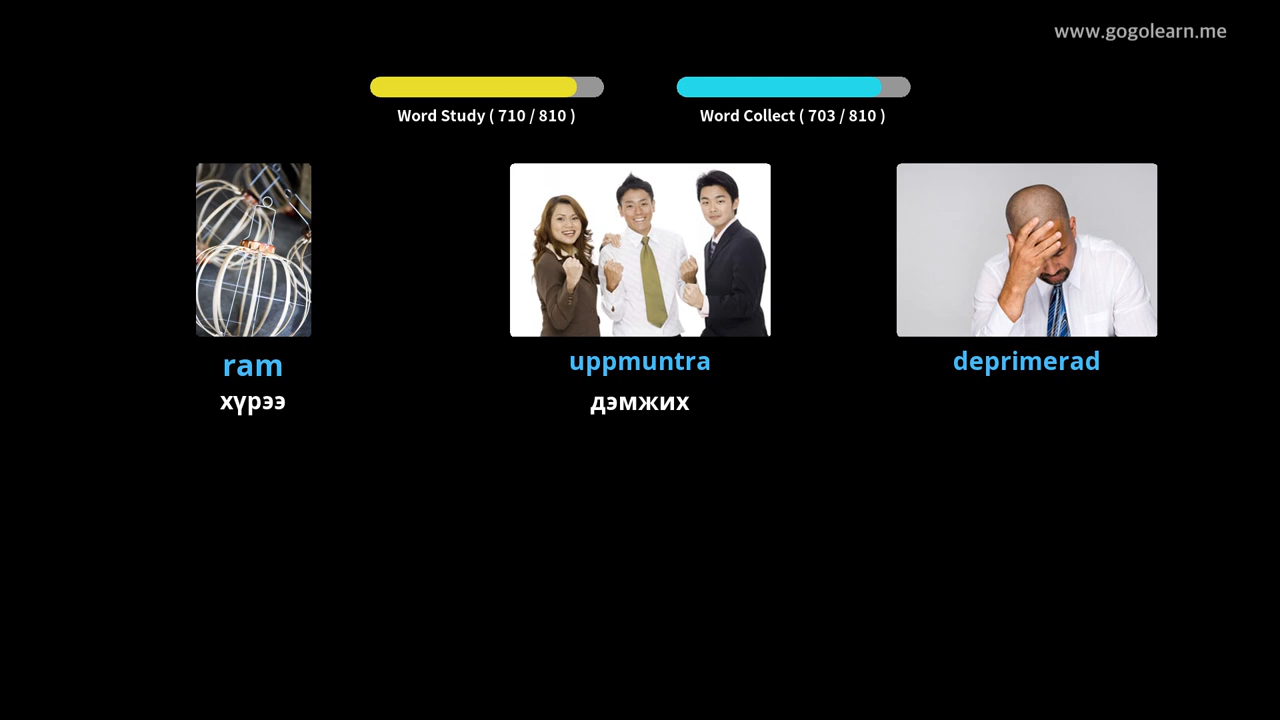 www.gogolearn.me
Word Study ( 710 / 810 )
Word Collect ( 703 / 810 )
ram
хүрээ
uppmuntra
дэмжих
deprimerad